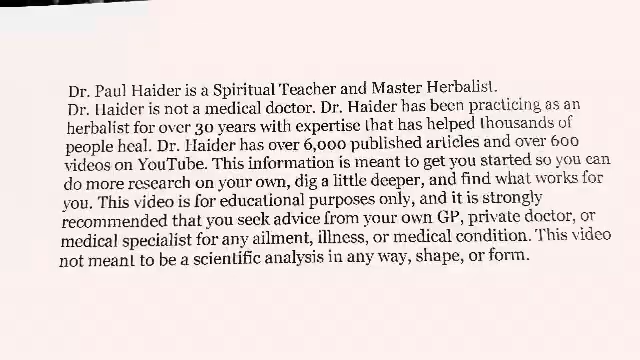 Dr. Paul Haider is a Spiritual Teacher and Master Herbalist.
Dr. Haider is not a medical doctor. Dr. Haider has been practicing as an
herbalist for over 30 years with expertise that has helped thousands of
people heal. Dr. Haider has over 6,000 published articles and over 600
videos on YouTube. This information is meant to get you started so you can
do more research on your own, dig a little deeper, and find what works for
you. This video is for educational purposes only, and it is strongly
recommended that you seek advice from your own GP, private doctor, or
medical specialist for any ailment, illness, or medical condition. This video
not meant to be a scientific analysis in any way, shape, or form.